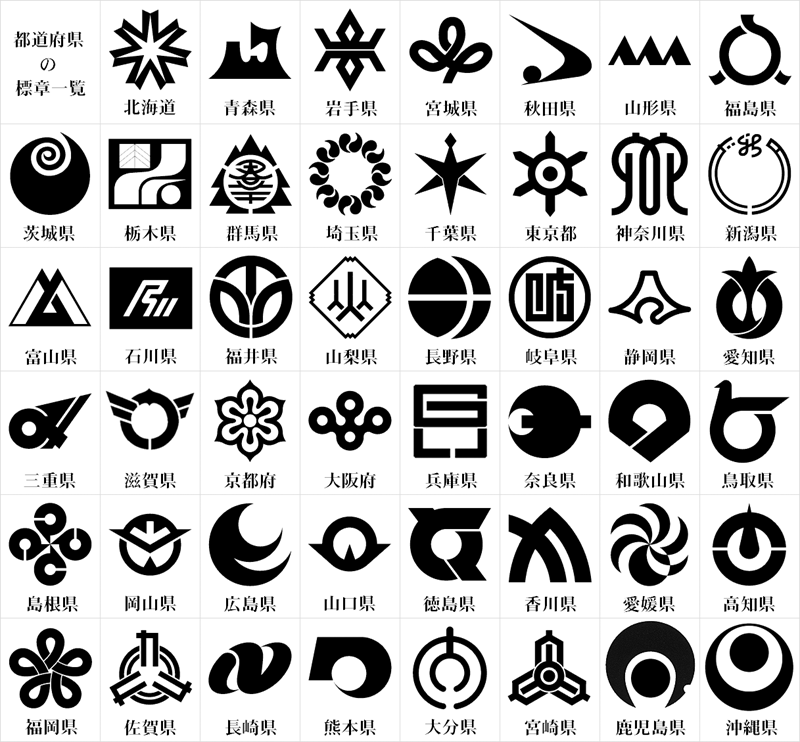 都道府県
の
標章一覧
北海道
青森県
岩手県
宮城県
秋田県
山形県
福島県
茨城県
栃木県
群馬県
埼玉県
千葉県
東京都
神奈川県
新潟県
富山県
石川県
福井県
山梨県
長野県
岐阜県
静岡県
愛知県
三重県
滋賀県
京都府
大阪府
兵庫県
奈良県
和歌山県
鳥取県
島根県
岡山県
広島県
山口県
徳島県
香川県
愛媛県
高知県
福岡県
佐賀県
長崎県
熊本県
大分県
宮崎県
鹿児島県
沖縄県